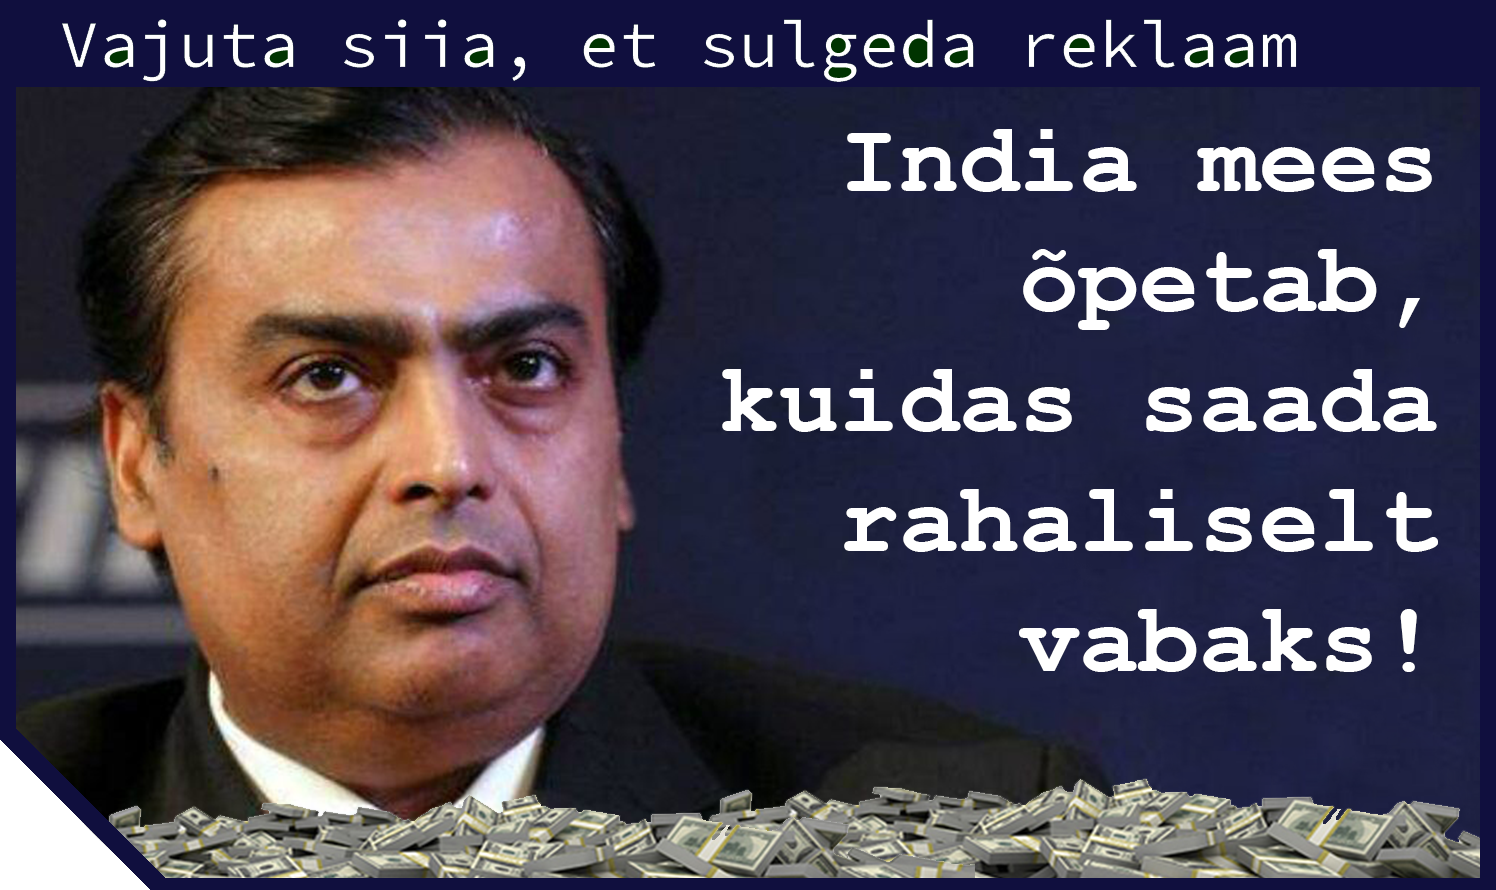 Vajuta siia, et sulgeda reklaam
India mees
õpetab,
kuidas saada
rahaliselt
vabaks!